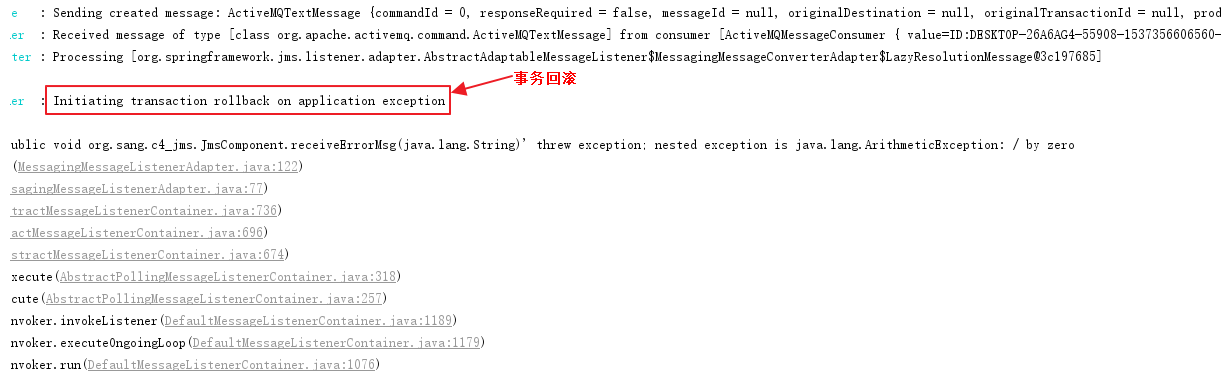 e : Sending created message: ActiveMQTextMessage {commandId = 0, responseRequired = false, messageId = null, originalDestination = null, originalTransactionId = null, prod
er : Received message of type [class org.apache.activemq.command.ActiveMQTextMessage] from consumer [ActiveMQMessageConsumer { value=ID:DESKTOP-26A6AG4-55908-1537356606560-
ter : Processing [org.springframework.jms.listener.adapter.AbstractAdaptableMessageListener$MessagingMessageConverterAdapter$LazyResolutionMessage@3c197685]
事务回滚
er : Initiating transaction rollback on application exception
ublic void org.sang.c4_jms.JmsComponent.receiveErrorMsg(java.lang.String)' threw exception; nested exception is java.lang.ArithmeticException: / by zero
(MessagingMessageListenerAdapter.java:122)
sagingMessageListenerAdapter.java:77)
tractMessageListenerContainer.java:736)
actMessageListenerContainer.java:696)
stractMessageListenerContainer.java:674)
xecute(AbstractPollingMessageListenerContainer.java:318)
cute(AbstractPollingMessageListenerContainer.java:257)
nvoker.invokeListener(DefaultMessageListenerContainer.java:1189)
nvoker.executeOngoingLoop(DefaultMessageListenerContainer.java:1179)
nvoker.run(DefaultMessageListenerContainer.java:1076)